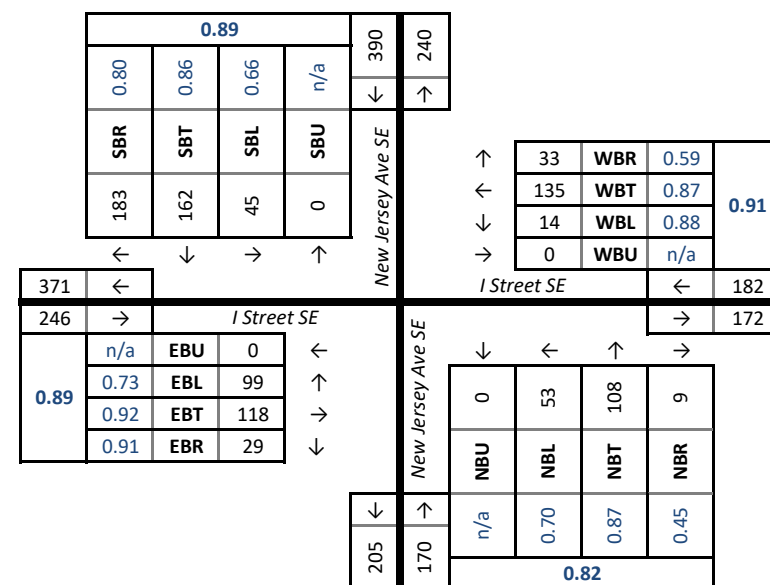 0.89
0.80 0.86 0.66 n/a
SBR SBT SBL SBU
183 162 45 0
← ↓ → ↑
390 240
↓ ↑
New Jersey Ave SE
↑ 33 WBR 0.59
← 135 WBT 0.87
↓ 14 WBL 0.88
→ 0 WBU n/a
0.91
371 ←
I Street SE
← 182
246 →
I Street SE
→ 172
0.89
n/a EBU 0 ←
0.73 EBL 99 ↑
0.92 EBT 118 →
0.91 EBR 29 ↓
New Jersey Ave SE
↓ ← ↑ →
0 53 108 9
NBU NBL NBT NBR
n/a 0.70 0.87 0.45
0.82
↓ ↑
205 170